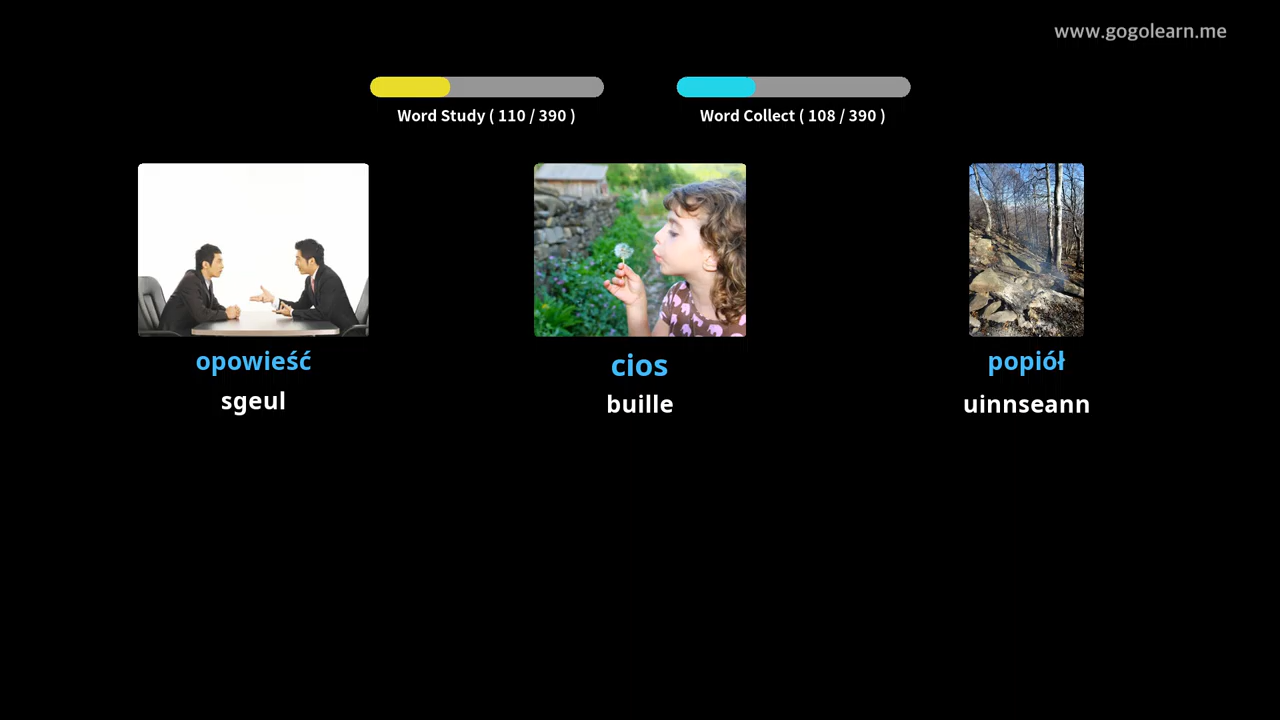 www.gogolearn.me
Word Study ( 110 / 390 )
Word Collect ( 108 / 390 )
opowieść
sgeul
cios
buille
popiół
uinnseann